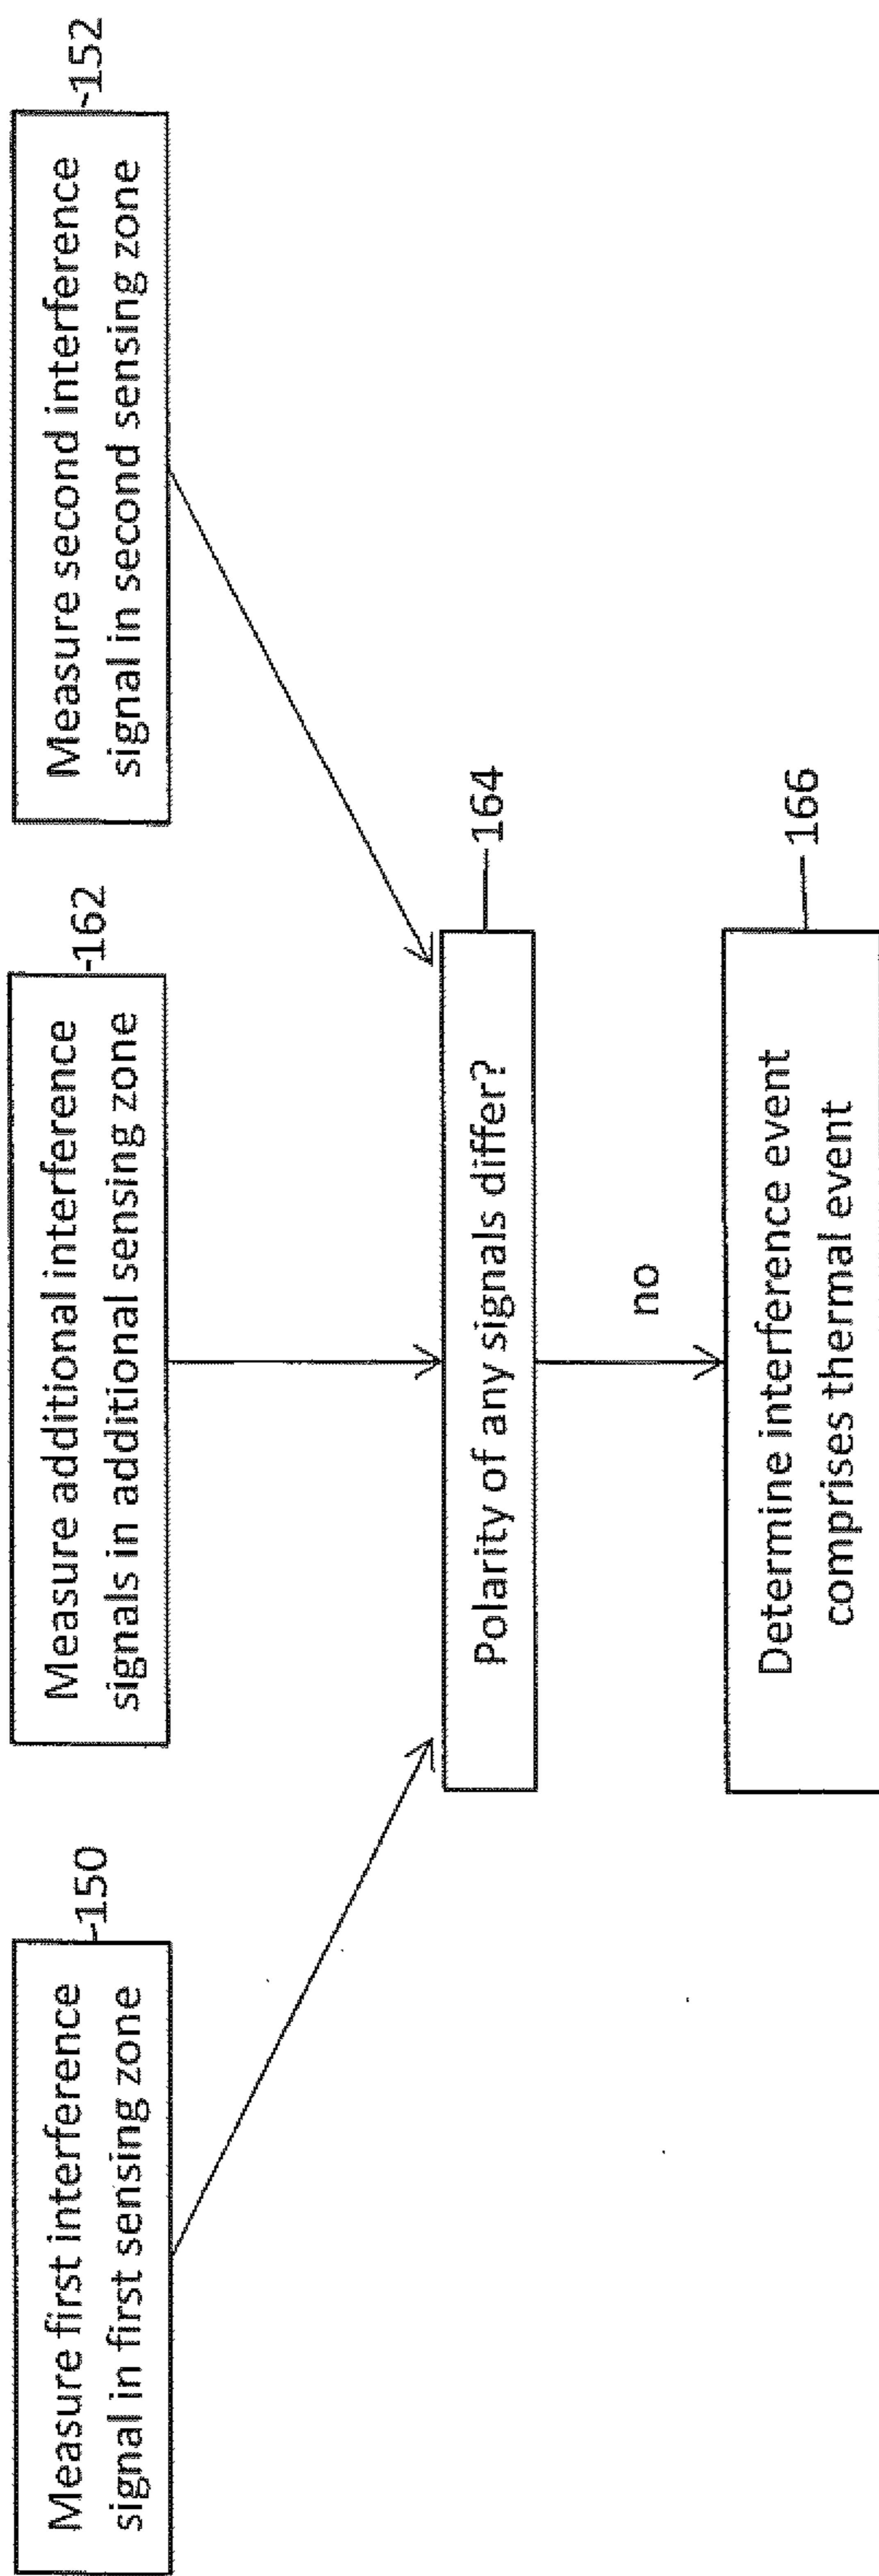 Measure first interference
signal in first sensing zone
150
Measure additional interference
signals in additional sensing zone
162
Measure second interference
signal in second sensing zone
152
Polarity of any signals differ?
164
no
Determine interference event
comprises thermal event
166